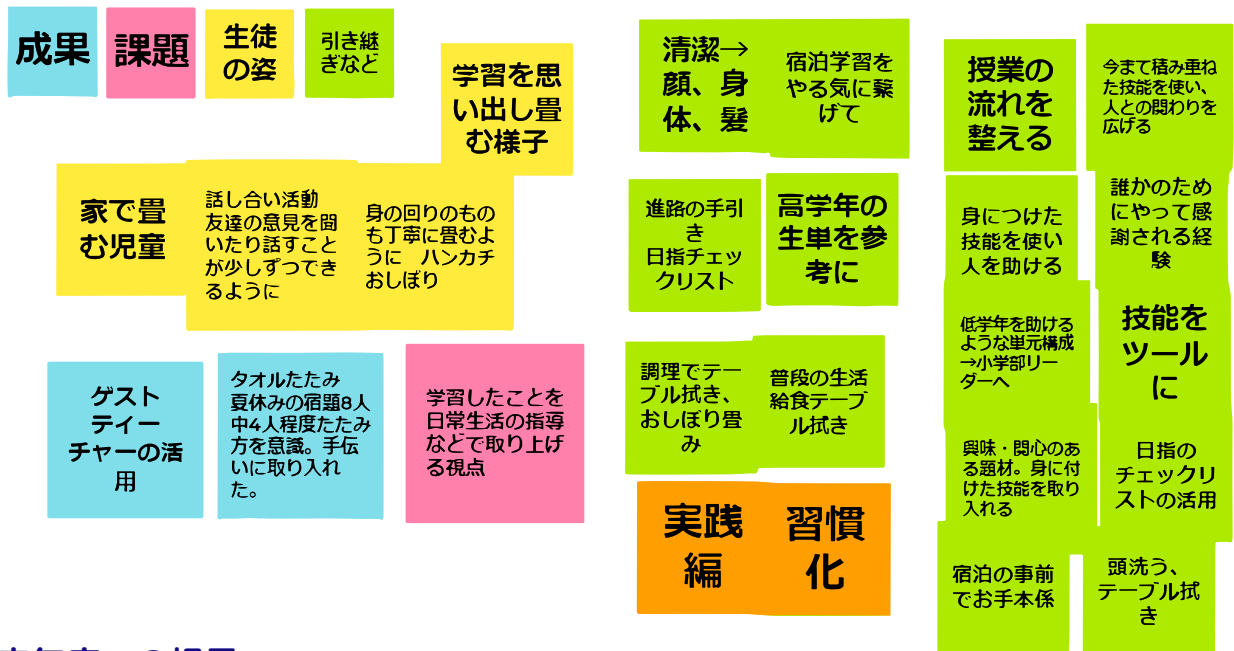 成果
課題
生徒
の姿
引き継
ぎなど
学習を思
い出し畳
む様子
家で畳
む児童
話し合い活動
友達の意見を聞
いたり話すこと
が少しずつでき
るように
身の回りのもの
も丁寧に畳むよ
うに　ハンカチ
おしぼり
ゲスト
ティー
チャーの活
用
タオルたたみ
夏休みの宿題8人
中4人程度たたみ
方を意識。手伝
いに取り入れ
た。
学習したことを
日常生活の指導
などで取り上げ
る視点
清潔→
顔、身
体、髪
宿泊学習を
やる気に繋
げて
進路の手引
き
日指チェッ
クリスト
高学年の
生単を参
考に
調理でテー
ブル拭き、
おしぼり畳
み
普段の生活
給食テーブ
ル拭き
実践
編
習慣
化
授業の
流れを
整える
今まで積み重ね
た技能を使い、
人との関わりを
広げる
身につけた
技能を使い
人を助ける
誰かのため
にやって感
謝される経
験
低学年を助ける
ような単元構成
→小学部リー
ダーへ
技能を
ツール
に
興味・関心のあ
る題材。身に付
けた技能を取り
入れる
日指の
チェックリ
ストの活用
宿泊の事前
でお手本係
頭洗う、
テーブル拭
き